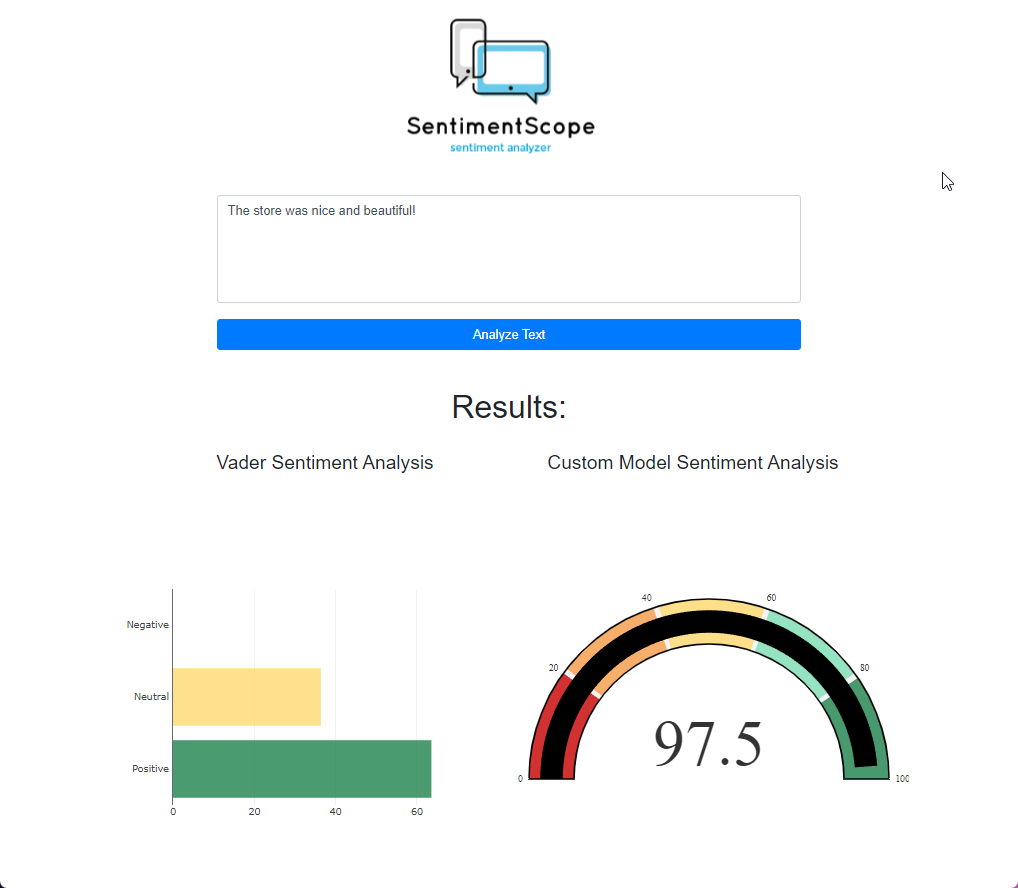 SentimentScope
sentiment analyzer
The store was nice and beautiful!
Analyze Text
Results:
Vader Sentiment Analysis
Custom Model Sentiment Analysis
Negative
Neutral
Positive
0
20
40
60
0
20
40
60
80
100
97.5